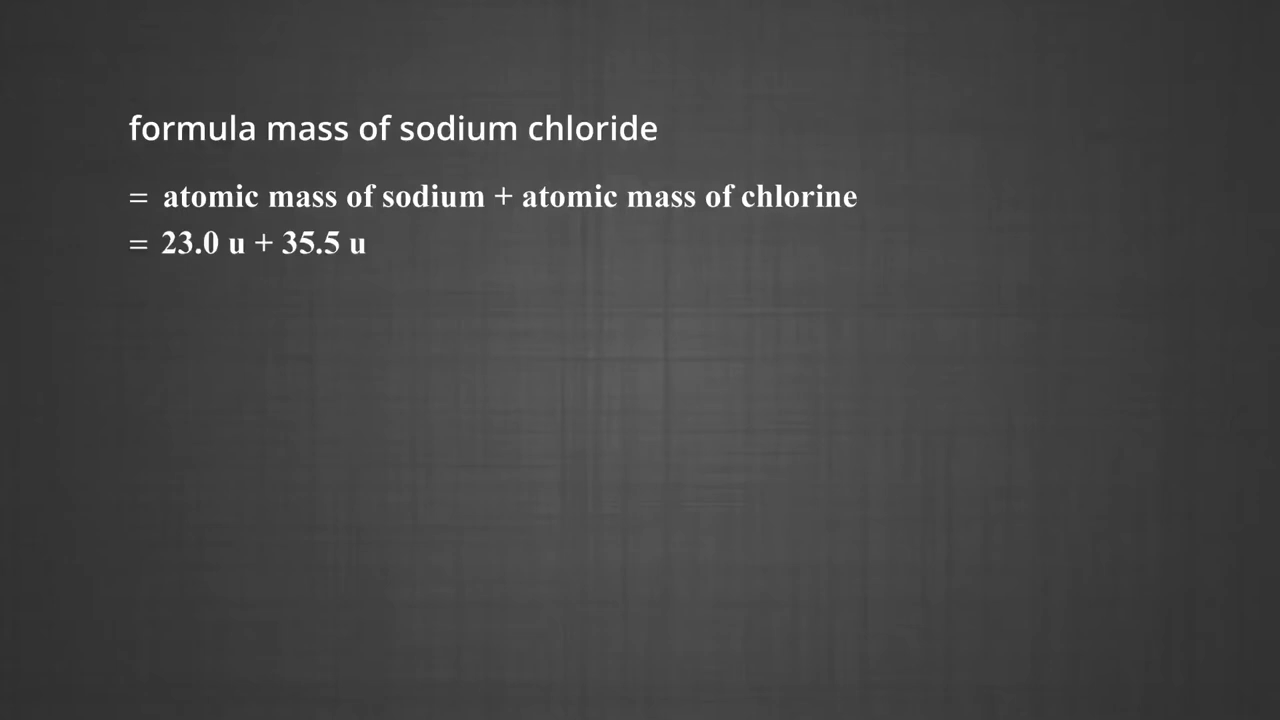 formula mass of sodium chloride
= atomic mass of sodium + atomic mass of chlorine
= 23.0 u + 35.5 u